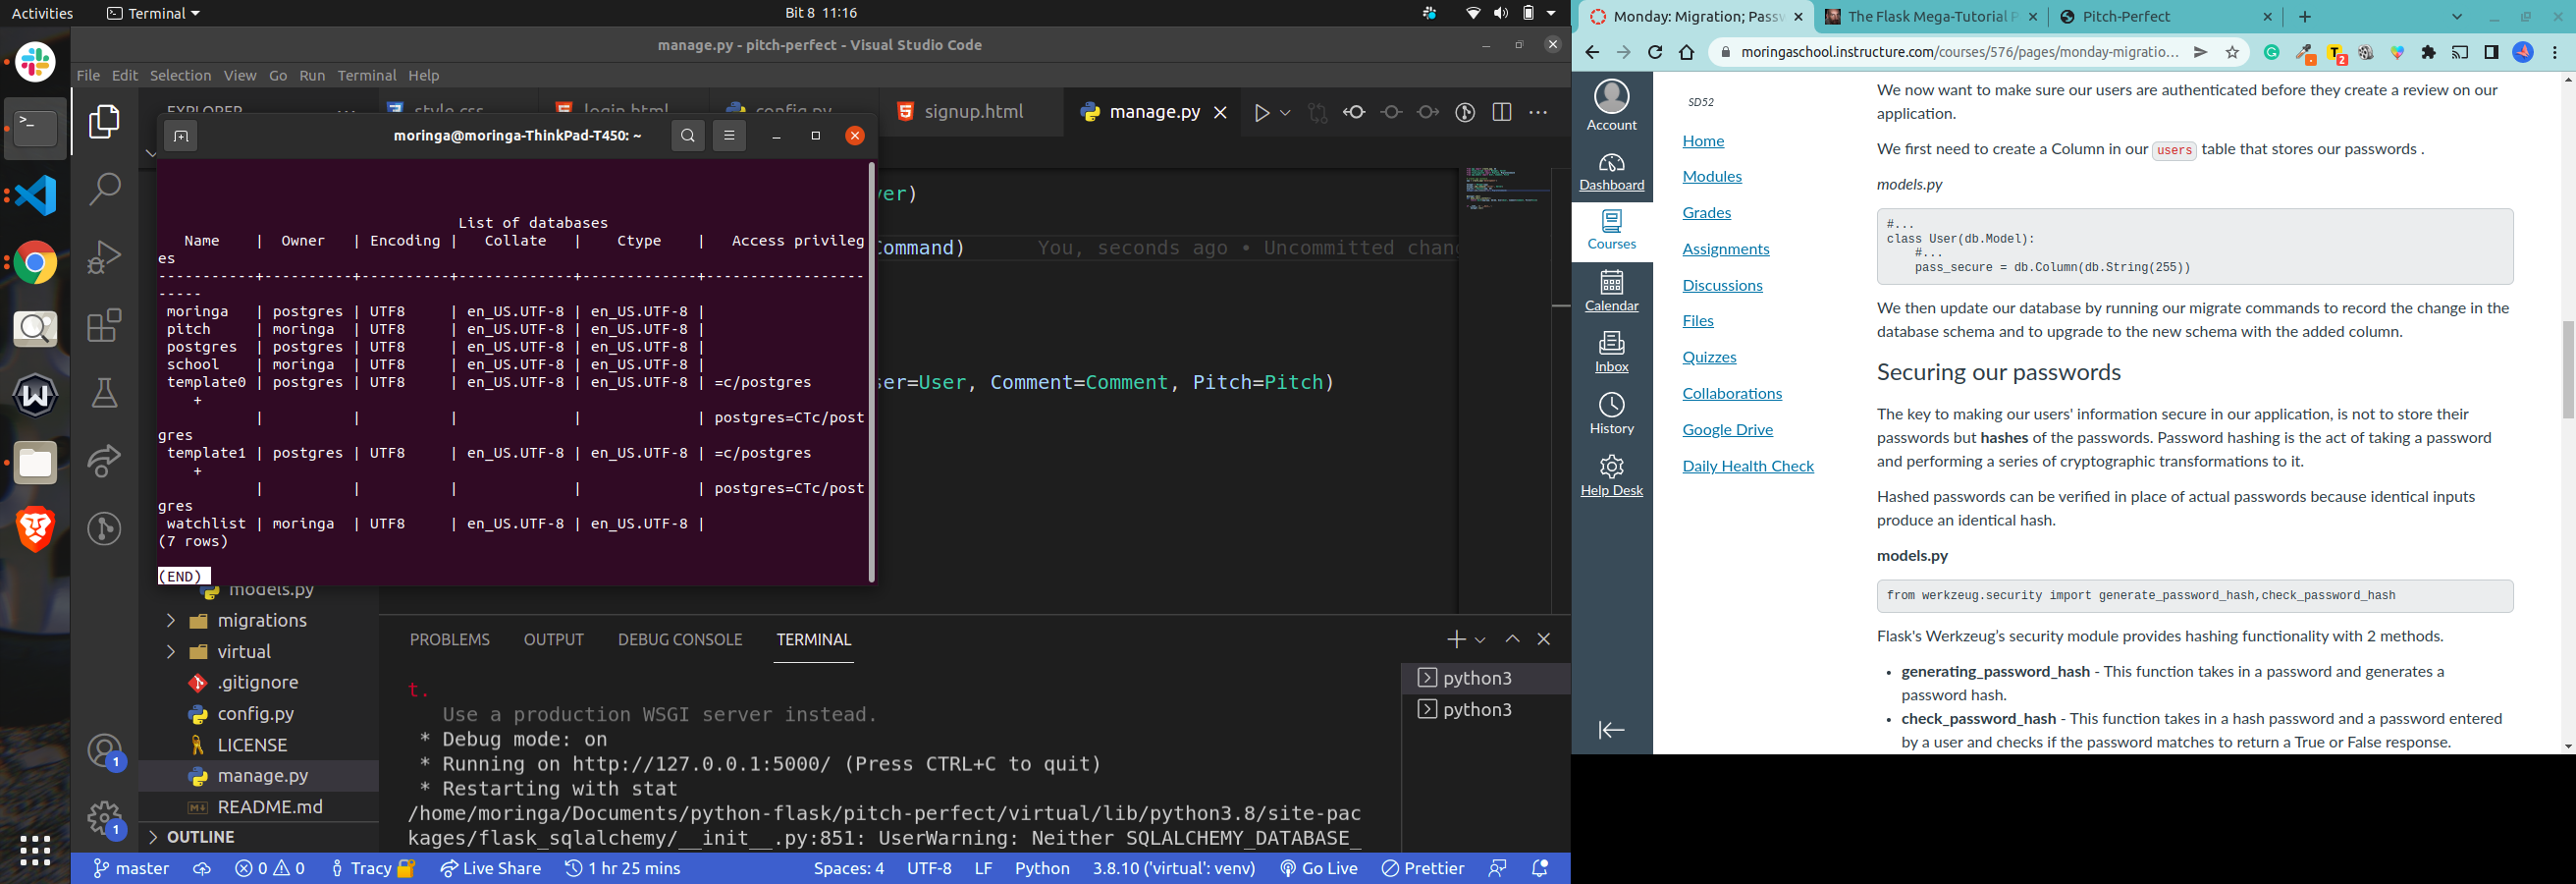 Activities
Terminal
Bit 8 11:16
manage.py - pitch-perfect - Visual Studio Code
File Edit Selection View Go Run Terminal Help
EXPLORER
style.css
login.html
config.py
signup.html
manage.py
moringa@moringa-ThinkPad-T450: ~
List of databases
Name | Owner | Encoding | Collate | Ctype | Access privileg
es
-----------+----------+----------+-------------+-------------+------------------
-----
moringa | postgres | UTF8 | en_US.UTF-8 | en_US.UTF-8 |
pitch | moringa | UTF8 | en_US.UTF-8 | en_US.UTF-8 |
postgres | postgres | UTF8 | en_US.UTF-8 | en_US.UTF-8 |
school | moringa | UTF8 | en_US.UTF-8 | en_US.UTF-8 |
template0 | postgres | UTF8 | en_US.UTF-8 | en_US.UTF-8 | =c/postgres
+
| | | | | postgres=CTc/post
gres
template1 | postgres | UTF8 | en_US.UTF-8 | en_US.UTF-8 | =c/postgres
+
| | | | | postgres=CTc/post
gres
watchlist | moringa | UTF8 | en_US.UTF-8 | en_US.UTF-8 |
(7 rows)
(END)
ver)
Command) You, seconds ago • Uncommitted chang
ser=User, Comment=Comment, Pitch=Pitch)
models.py
migrations
virtual
.gitignore
config.py
LICENSE
manage.py
README.md
OUTLINE
1
1
PROBLEMS OUTPUT DEBUG CONSOLE TERMINAL
t.
Use a production WSGI server instead.
* Debug mode: on
* Running on http://127.0.0.1:5000/ (Press CTRL+C to quit)
* Restarting with stat
/home/moringa/Documents/python-flask/pitch-perfect/virtual/lib/python3.8/site-pac
kages/flask_sqlalchemy/__init__.py:851: UserWarning: Neither SQLALCHEMY_DATABASE_
python3
python3
master 0 0 Tracy Live Share 1 hr 25 mins Spaces: 4 UTF-8 LF Python 3.8.10 ('virtual': venv) Go Live Prettier
Monday: Migration; Passw
The Flask Mega-Tutorial P
Pitch-Perfect
moringaschool.instructure.com/courses/576/pages/monday-migratio...
2
Account
Dashboard
Courses
Calendar
Inbox
History
Help Desk
SD52
Home
Modules
Grades
Assignments
Discussions
Files
Quizzes
Collaborations
Google Drive
Daily Health Check
We now want to make sure our users are authenticated before they create a review on our
application.
We first need to create a Column in our users table that stores our passwords .
models.py
#...
class User(db.Model):
#...
pass_secure = db.Column(db.String(255))
We then update our database by running our migrate commands to record the change in the
database schema and to upgrade to the new schema with the added column.
Securing our passwords
The key to making our users' information secure in our application, is not to store their
passwords but hashes of the passwords. Password hashing is the act of taking a password
and performing a series of cryptographic transformations to it.
Hashed passwords can be verified in place of actual passwords because identical inputs
produce an identical hash.
models.py
from werkzeug.security import generate_password_hash,check_password_hash
Flask's Werkzeug's security module provides hashing functionality with 2 methods.
• generating_password_hash - This function takes in a password and generates a
password hash.
• check_password_hash - This function takes in a hash password and a password entered
by a user and checks if the password matches to return a True or False response.